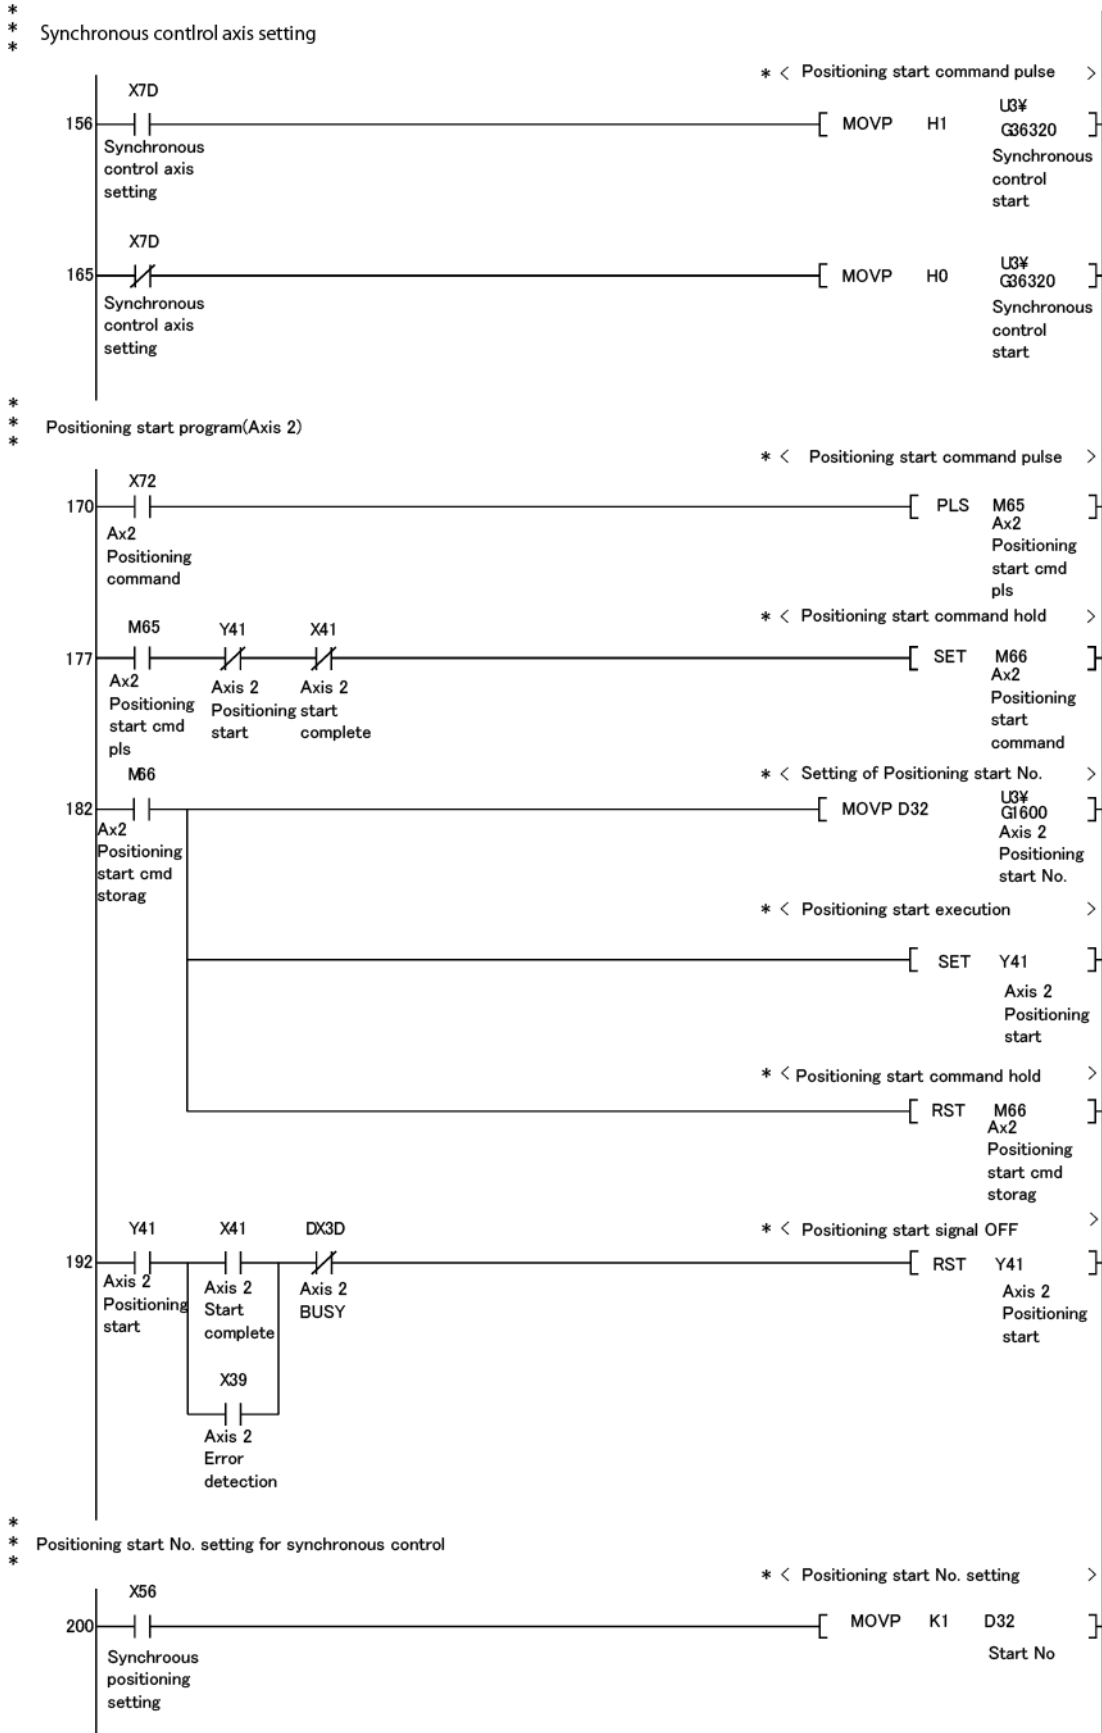 *
*
*
Synchronous contlrol axis setting
* < Positioning start command pulse >
X7D
156
[ MOVP H1 U3¥
G36320 ]
Synchronous
control axis
setting
Synchronous
control
start
X7D
165
[ MOVP H0 U3¥
G36320 ]
Synchronous
control axis
setting
Synchronous
control
start
*
*
*
Positioning start program(Axis 2)
* < Positioning start command pulse >
X72
170
[ PLS M65 ]
Ax2
Positioning
command
Ax2
Positioning
start cmd
pls
* < Positioning start command hold >
M65 Y41 X41
177
[ SET M66 ]
Ax2
Positioning
start cmd
pls
Axis 2
Positioning
start
Axis 2
start
complete
Ax2
Positioning
start
command
* < Setting of Positioning start No. >
M66
182
[ MOVP D32 U3¥
G1600 ]
Ax2
Positioning
start cmd
storag
Axis 2
Positioning
start No.
* < Positioning start execution >
[ SET Y41 ]
Axis 2
Positioning
start
* < Positioning start command hold >
[ RST M66 ]
Ax2
Positioning
start cmd
storag
* < Positioning start signal OFF >
Y41 X41 DX3D
192
[ RST Y41 ]
Axis 2
Positioning
start
Axis 2
Start
complete
Axis 2
BUSY
Axis 2
Positioning
start
X39
Axis 2
Error
detection
*
*
*
Positioning start No. setting for synchronous control
* < Positioning start No. setting >
X56
200
[ MOVP K1 D32 ]
Synchroous
positioning
setting
Start No